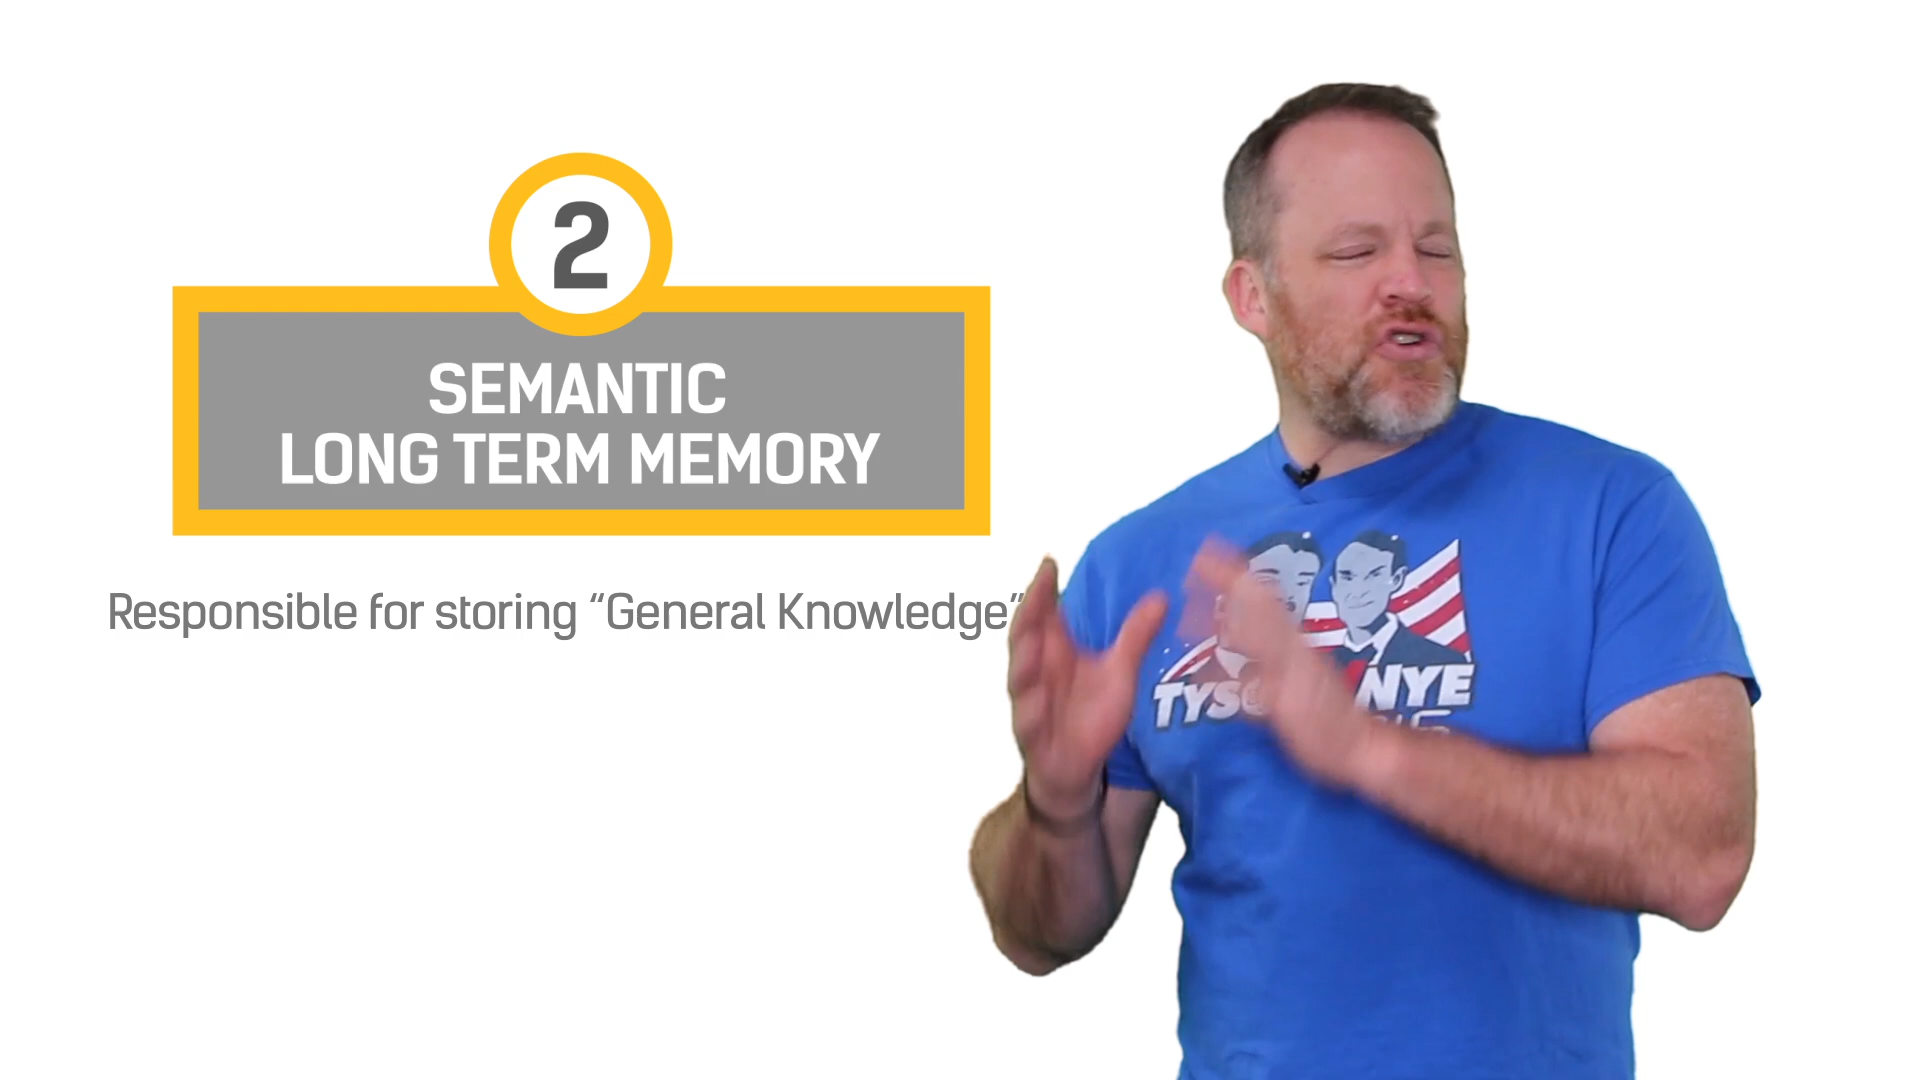 2
SEMANTIC
LONG TERM MEMORY
Responsible for storing “General Knowledge”
NYE